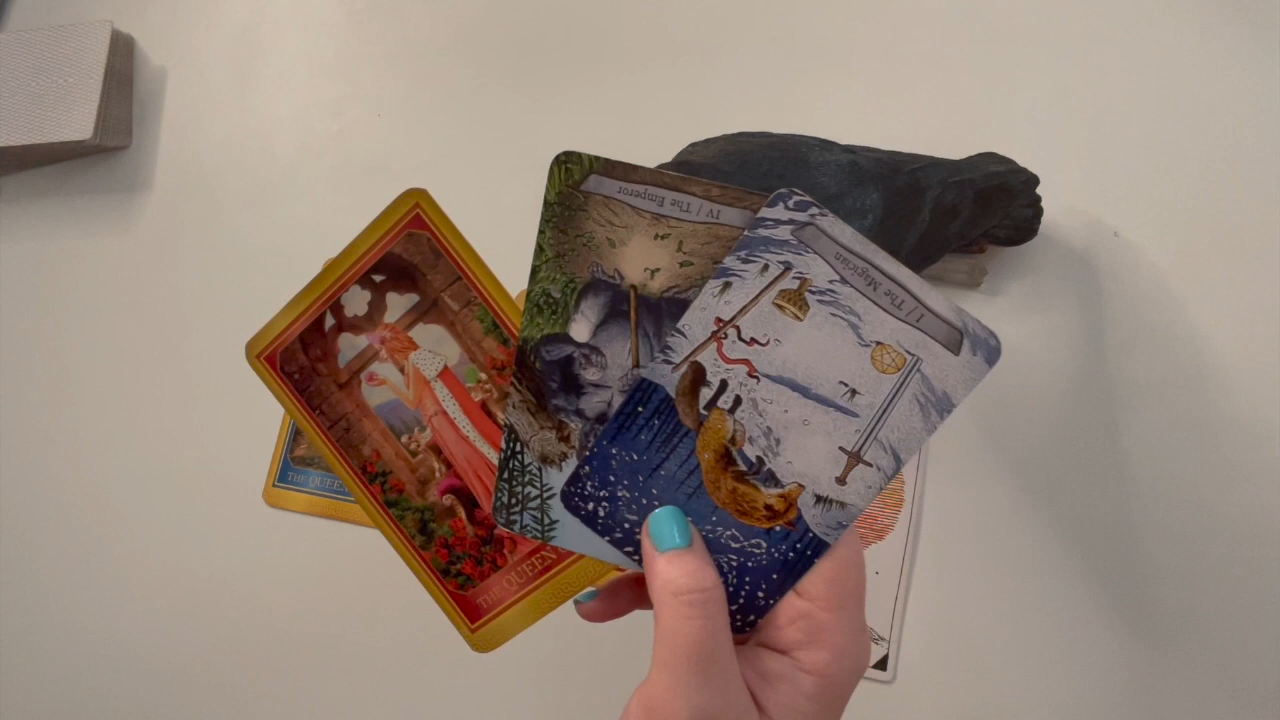 IV / The Emperor
I / The Magician
THE QUEEN
THE QUEEN